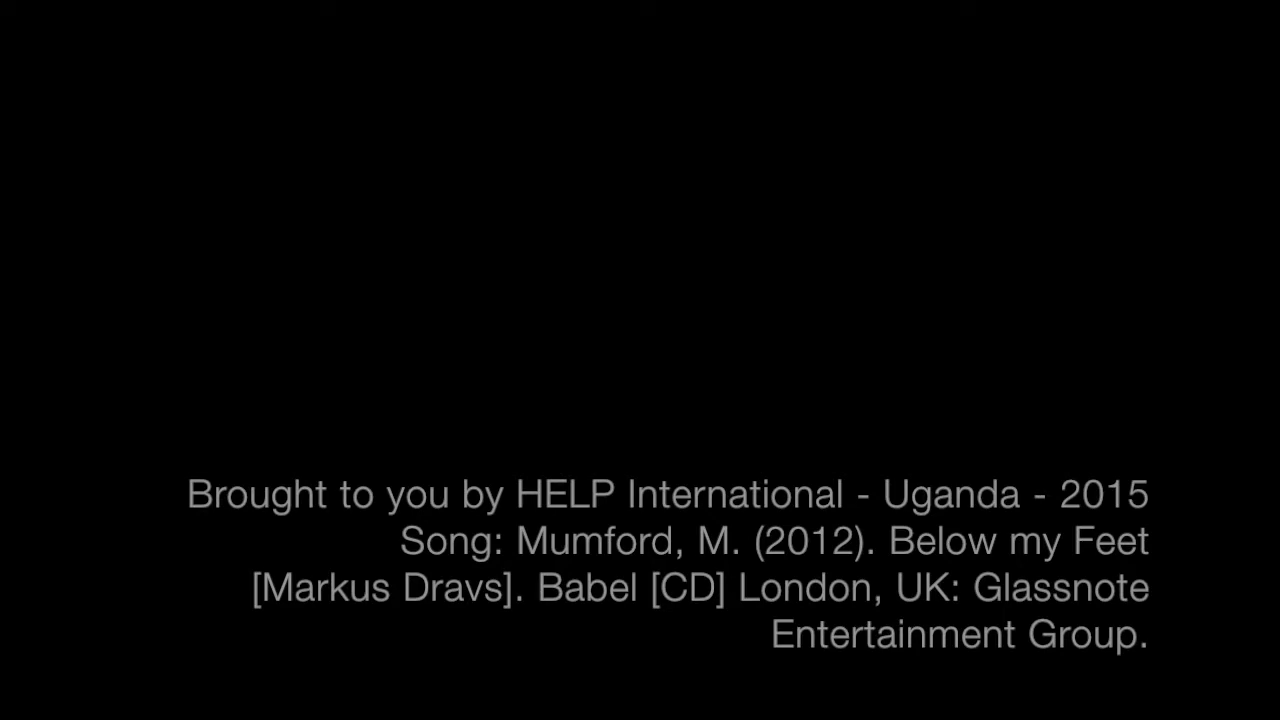 Brought to you by HELP International - Uganda - 2015
Song: Mumford, M. (2012). Below my Feet
[Markus Dravs]. Babel [CD] London, UK: Glassnote
Entertainment Group.